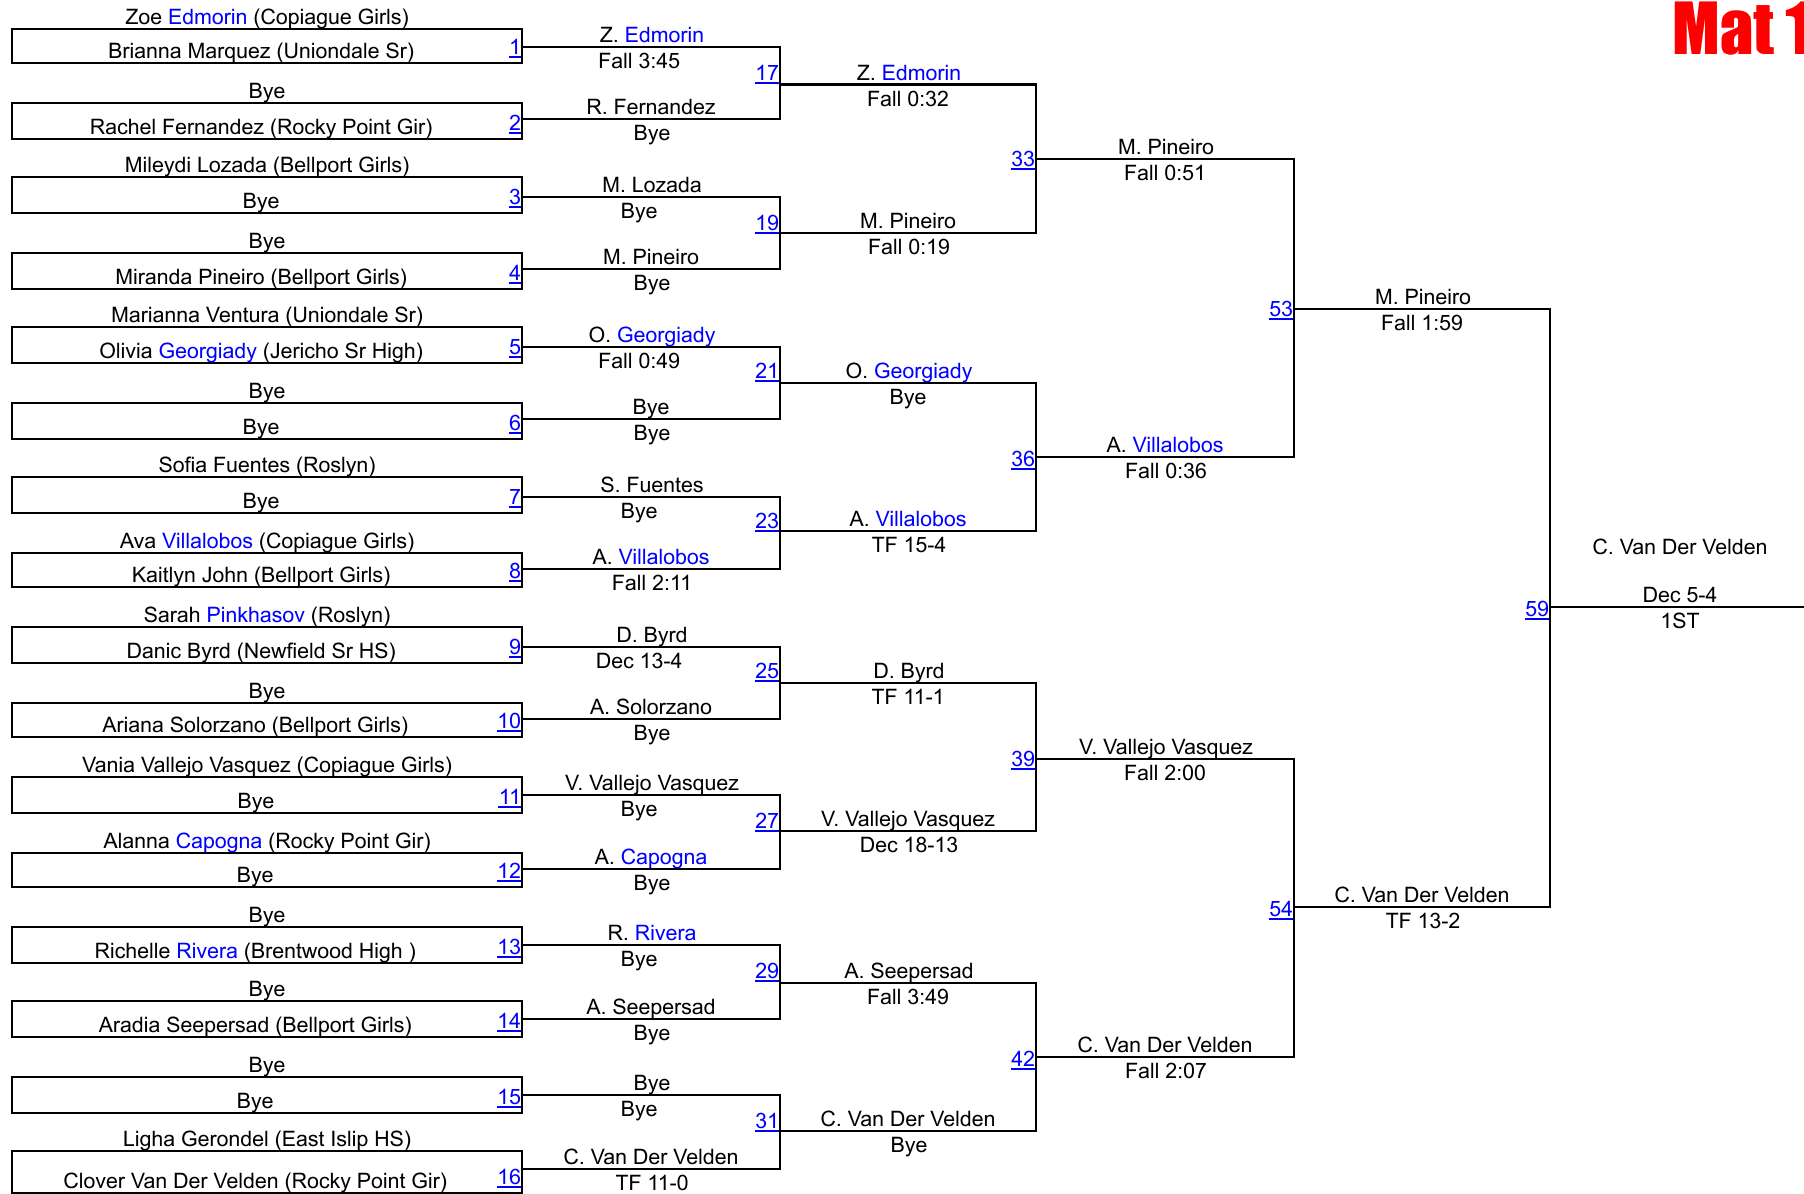 Mat 1
Zoe Edmorin (Copiague Girls)
Brianna Marquez (Uniondale Sr)
1
Bye
Rachel Fernandez (Rocky Point Gir)
2
Mileydi Lozada (Bellport Girls)
Bye
3
Bye
Miranda Pineiro (Bellport Girls)
4
Marianna Ventura (Uniondale Sr)
Olivia Georgiady (Jericho Sr High)
5
Bye
Bye
6
Sofia Fuentes (Roslyn)
Bye
7
Ava Villalobos (Copiague Girls)
Kaitlyn John (Bellport Girls)
8
Sarah Pinkhasov (Roslyn)
Danic Byrd (Newfield Sr HS)
9
Bye
Ariana Solorzano (Bellport Girls)
10
Vania Vallejo Vasquez (Copiague Girls)
Bye
11
Alanna Capogna (Rocky Point Gir)
Bye
12
Bye
Richelle Rivera (Brentwood High )
13
Bye
Aradia Seepersad (Bellport Girls)
14
Bye
Bye
15
Ligha Gerondel (East Islip HS)
Clover Van Der Velden (Rocky Point Gir)
16
Z. Edmorin
Fall 3:45
17
R. Fernandez
Bye
M. Lozada
Bye
19
M. Pineiro
Bye
O. Georgiady
Fall 0:49
21
Bye
Bye
S. Fuentes
Bye
23
A. Villalobos
Fall 2:11
D. Byrd
Dec 13-4
25
A. Solorzano
Bye
V. Vallejo Vasquez
Bye
27
A. Capogna
Bye
R. Rivera
Bye
29
A. Seepersad
Bye
Bye
Bye
31
C. Van Der Velden
TF 11-0
Z. Edmorin
Fall 0:32
33
M. Pineiro
Fall 0:19
O. Georgiady
Bye
36
A. Villalobos
TF 15-4
D. Byrd
TF 11-1
39
V. Vallejo Vasquez
Dec 18-13
A. Seepersad
Fall 3:49
42
C. Van Der Velden
Bye
M. Pineiro
Fall 0:51
53
A. Villalobos
Fall 0:36
V. Vallejo Vasquez
Fall 2:00
54
C. Van Der Velden
Fall 2:07
M. Pineiro
Fall 1:59
59
C. Van Der Velden
TF 13-2
C. Van Der Velden
Dec 5-4
1ST